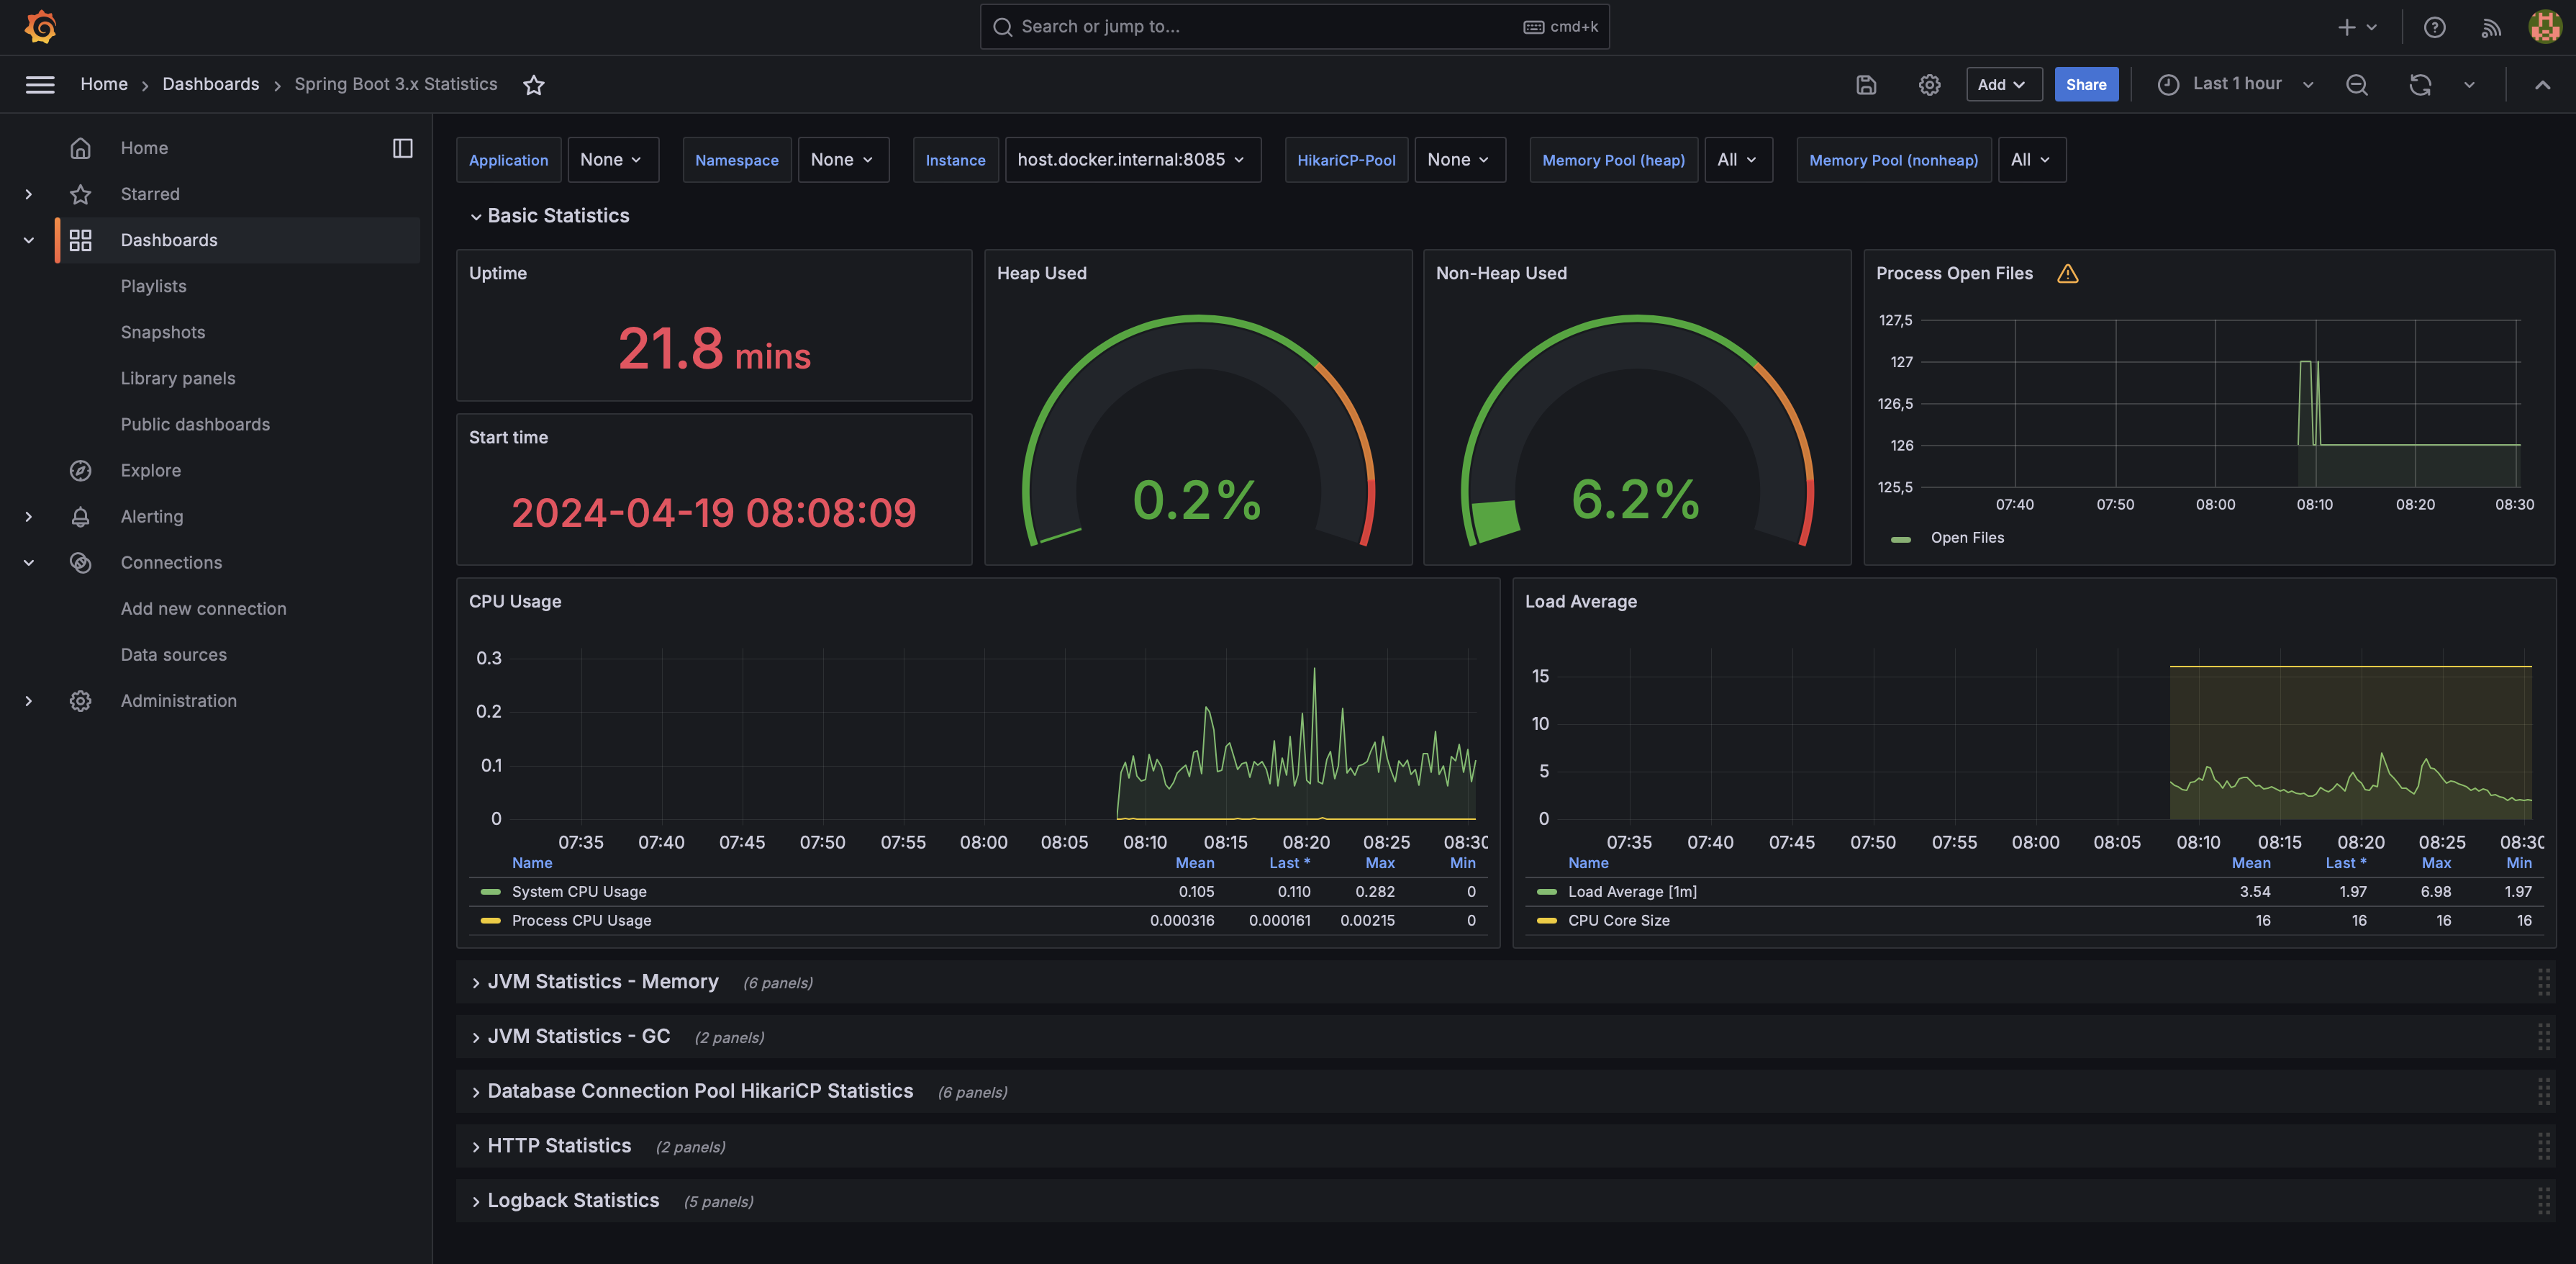 Search or jump to...
cmd+k
Home
Dashboards
Spring Boot 3.x Statistics
Add
Share
Last 1 hour
Home
Starred
Dashboards
Playlists
Snapshots
Library panels
Public dashboards
Explore
Alerting
Connections
Add new connection
Data sources
Administration
Application None Namespace None Instance host.docker.internal:8085 HikariCP-Pool None Memory Pool (heap) All Memory Pool (nonheap) All
Basic Statistics
Uptime
21.8 mins
Start time
2024-04-19 08:08:09
Heap Used
0.2%
Non-Heap Used
6.2%
Process Open Files
127,5
127
126,5
126
125,5
07:40 07:50 08:00 08:10 08:20 08:30
Open Files
CPU Usage
0.3
0.2
0.1
0
07:35 07:40 07:45 07:50 07:55 08:00 08:05 08:10 08:15 08:20 08:25 08:30
Name Mean Last * Max Min
System CPU Usage 0.105 0.110 0.282 0
Process CPU Usage 0.000316 0.000161 0.00215 0
Load Average
15
10
5
0
07:35 07:40 07:45 07:50 07:55 08:00 08:05 08:10 08:15 08:20 08:25 08:30
Name Mean Last * Max Min
Load Average [1m] 3.54 1.97 6.98 1.97
CPU Core Size 16 16 16 16
JVM Statistics - Memory (6 panels)
JVM Statistics - GC (2 panels)
Database Connection Pool HikariCP Statistics (6 panels)
HTTP Statistics (2 panels)
Logback Statistics (5 panels)